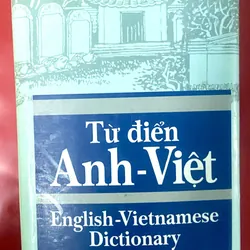 Từ điển
Anh-Việt
English-Vietnamese
Dictionary